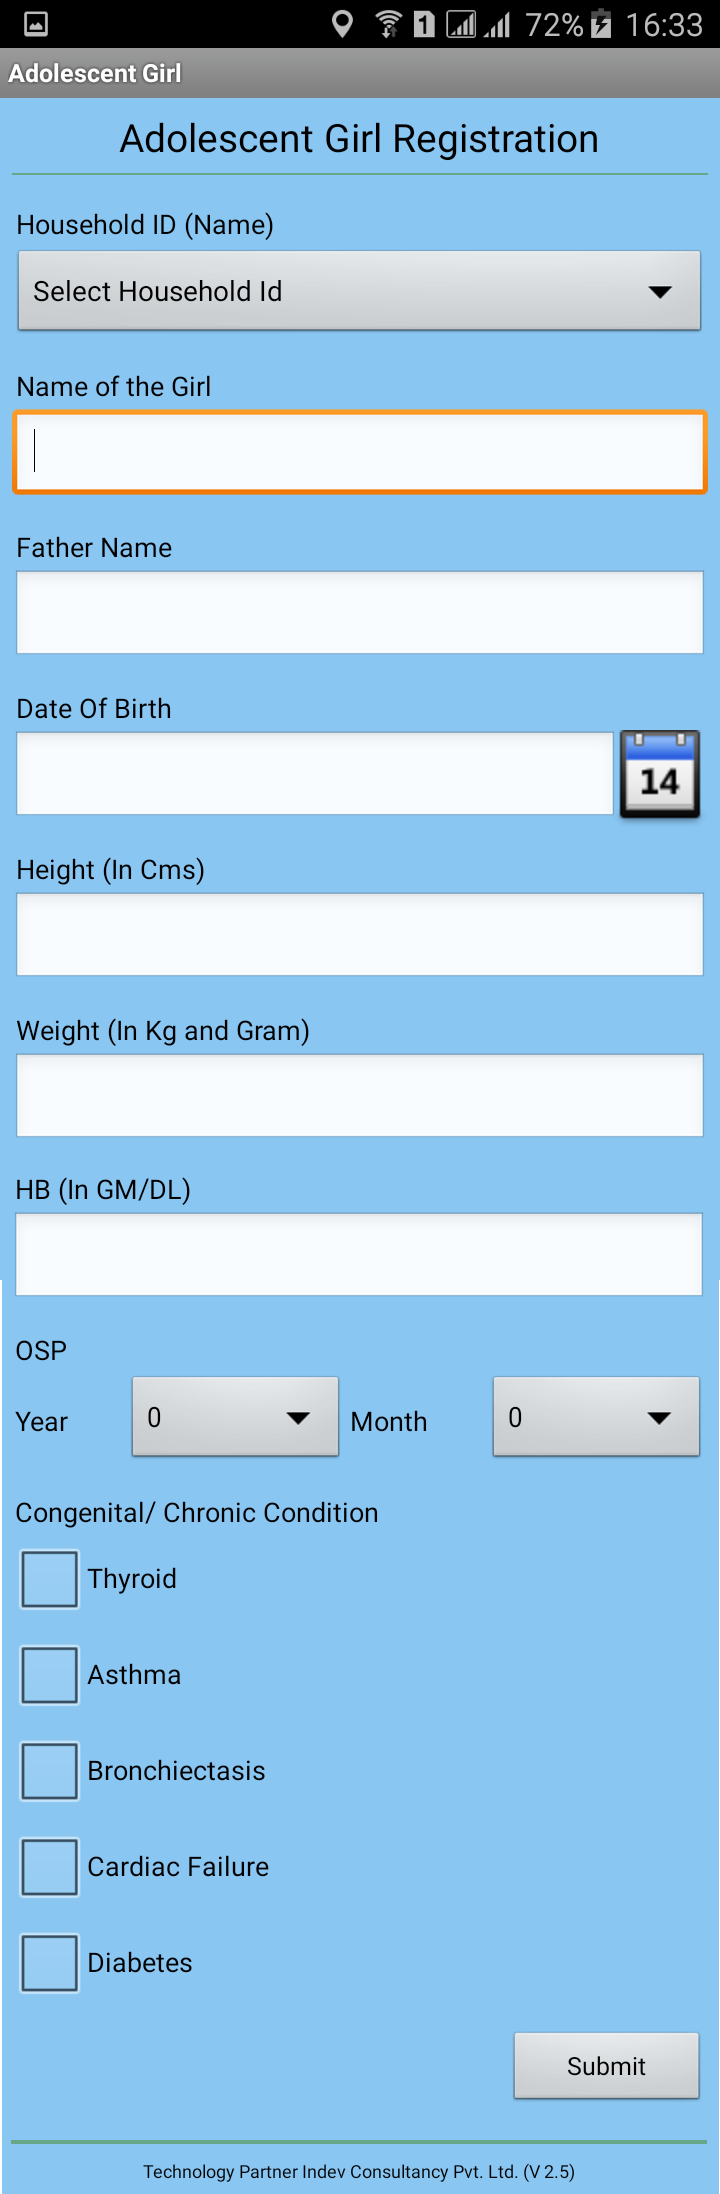 1 72% 16:33
Adolescent Girl
Adolescent Girl Registration
Household ID (Name)
Select Household Id
Name of the Girl
Father Name
Date Of Birth
14
Height (In Cms)
Weight (In Kg and Gram)
HB (In GM/DL)
OSP
Year 0 Month 0
Congenital/ Chronic Condition
Thyroid
Asthma
Bronchiectasis
Cardiac Failure
Diabetes
Submit
Technology Partner Indev Consultancy Pvt. Ltd. (V 2.5)